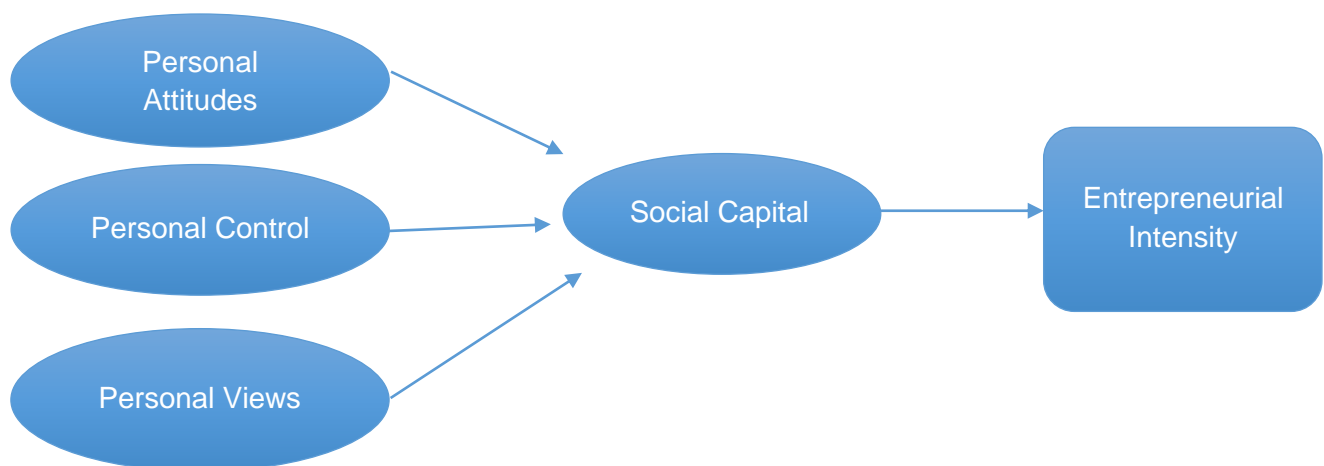 Personal
Attitudes
Personal Control
Social Capital
Entrepreneurial
Intensity
Personal Views